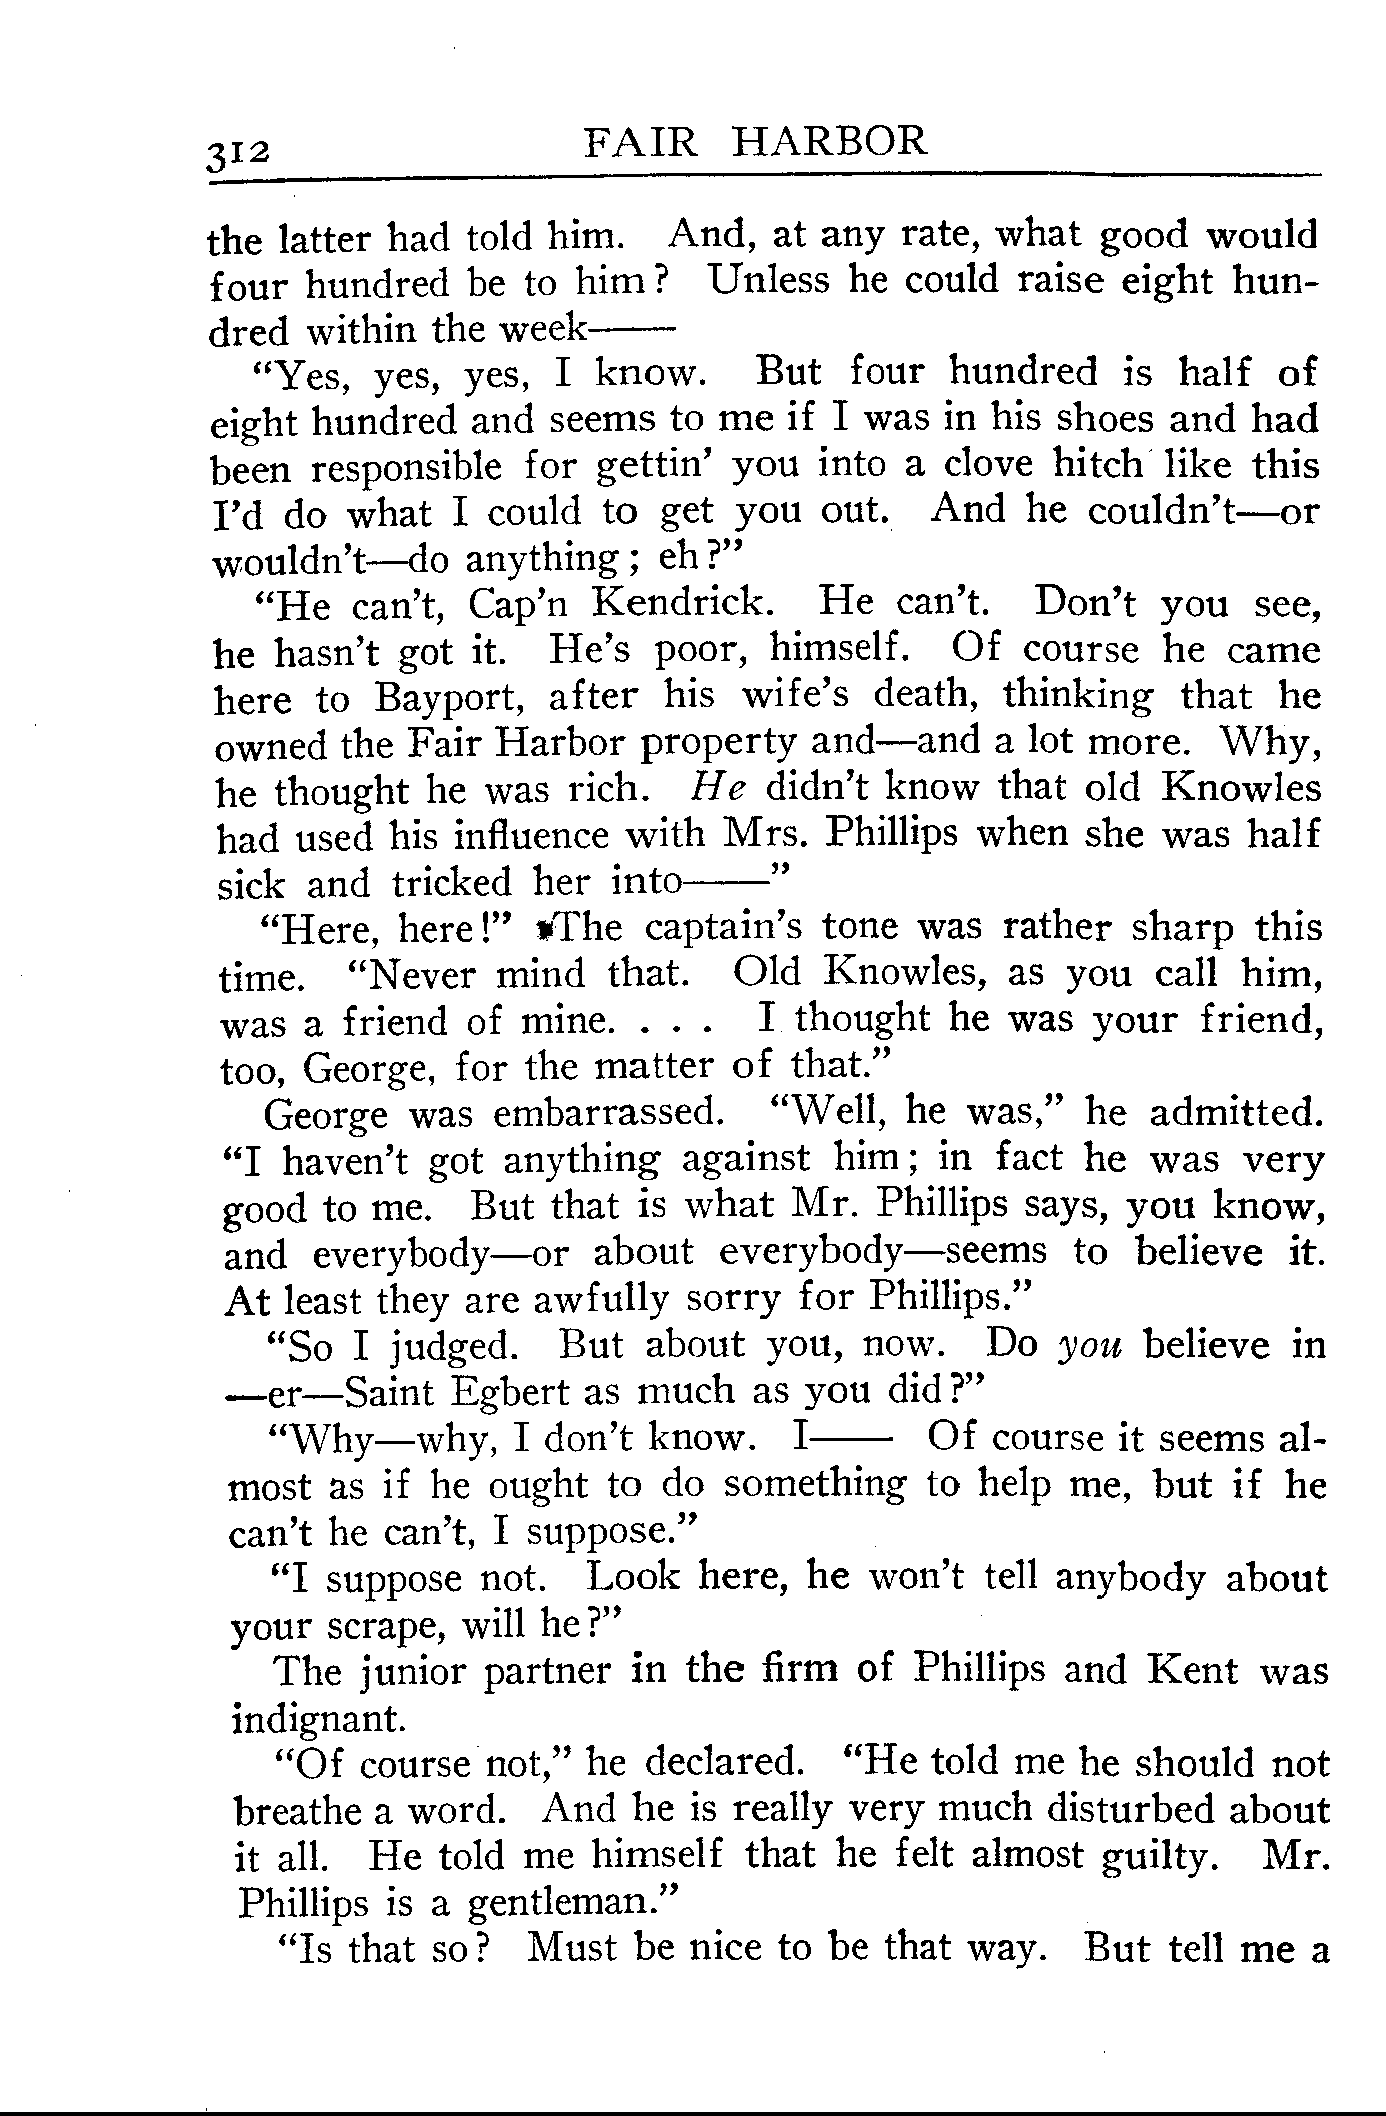 312 FAIR HARBOR
the latter had told him. And, at any rate, what good would
four hundred be to him? Unless he could raise eight hun-
dred within the week——
“Yes, yes, yes, I know. But four hundred is half of
eight hundred and seems to me if I was in his shoes and had
been responsible for gettin’ you into a clove hitch like this
I’d do what I could to get you out. And he couldn’t—or
wouldn’t—do anything; eh?”
“He can’t, Cap’n Kendrick. He can’t. Don’t you see,
he hasn’t got it. He’s poor, himself. Of course he came
here to Bayport, after his wife’s death, thinking that he
owned the Fair Harbor property and—and a lot more. Why,
he thought he was rich. He didn’t know that old Knowles
had used his influence with Mrs. Phillips when she was half
sick and tricked her into——”
“Here, here!” The captain’s tone was rather sharp this
time. “Never mind that. Old Knowles, as you call him,
was a friend of mine. . . . I thought he was your friend,
too, George, for the matter of that.”
George was embarrassed. “Well, he was,” he admitted.
“I haven’t got anything against him; in fact he was very
good to me. But that is what Mr. Phillips says, you know,
and everybody—or about everybody—seems to believe it.
At least they are awfully sorry for Phillips.”
“So I judged. But about you, now. Do you believe in
—er—Saint Egbert as much as you did?”
“Why—why, I don’t know. I—— Of course it seems al-
most as if he ought to do something to help me, but if he
can’t he can’t, I suppose.”
“I suppose not. Look here, he won’t tell anybody about
your scrape, will he?”
The junior partner in the firm of Phillips and Kent was
indignant.
“Of course not,” he declared. “He told me he should not
breathe a word. And he is really very much disturbed about
it all. He told me himself that he felt almost guilty. Mr.
Phillips is a gentleman.”
“Is that so? Must be nice to be that way. But tell me a